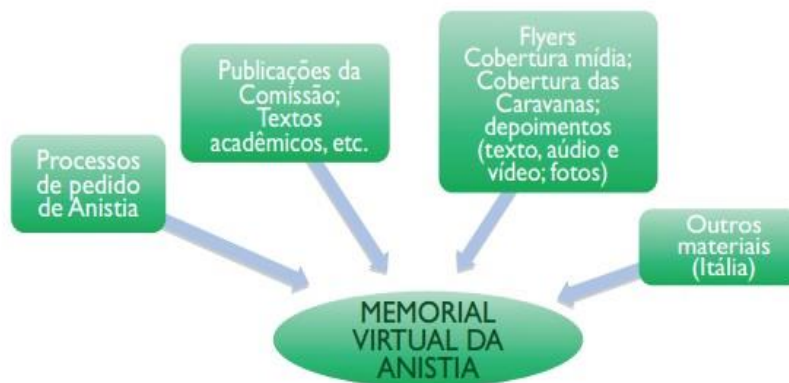 Processos
de pedido
de Anistia
Publicações da
Comissão;
Textos
acadêmicos, etc.
Flyers
Cobertura mídia;
Cobertura das
Caravanas;
depoimentos
(texto, aúdio e
vídeo; fotos)
Outros
materiais
(Itália)
MEMORIAL
VIRTUAL DA
ANISTIA